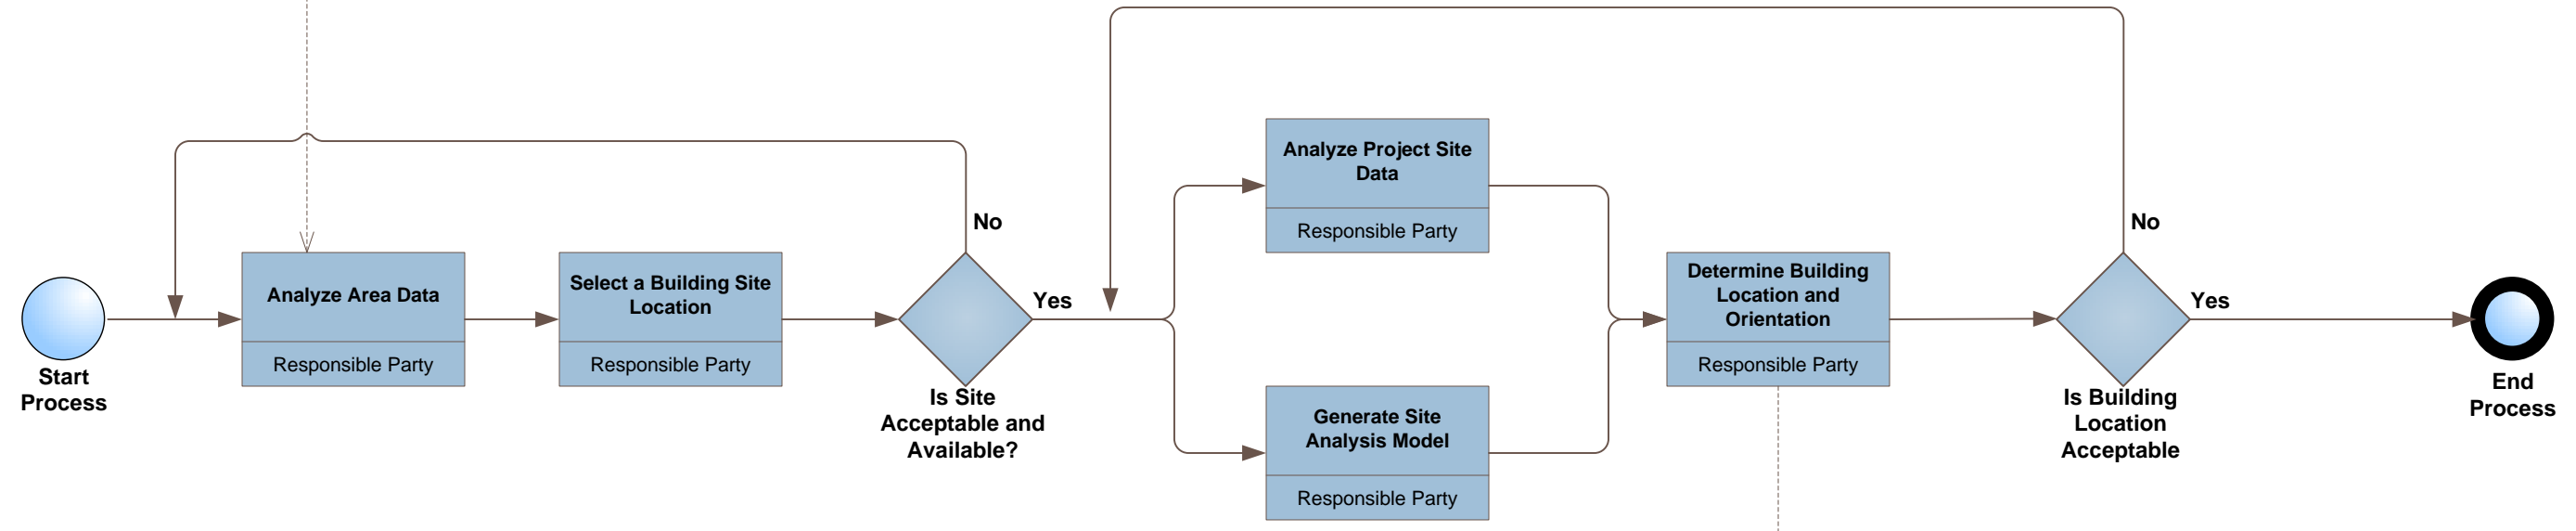 Start
Process
Analyze Area Data
Responsible Party
Select a Building Site
Location
Responsible Party
No
Yes
Is Site
Acceptable and
Available?
Analyze Project Site
Data
Responsible Party
Generate Site
Analysis Model
Responsible Party
Determine Building
Location and
Orientation
Responsible Party
No
Yes
Is Building
Location
Acceptable
End
Process